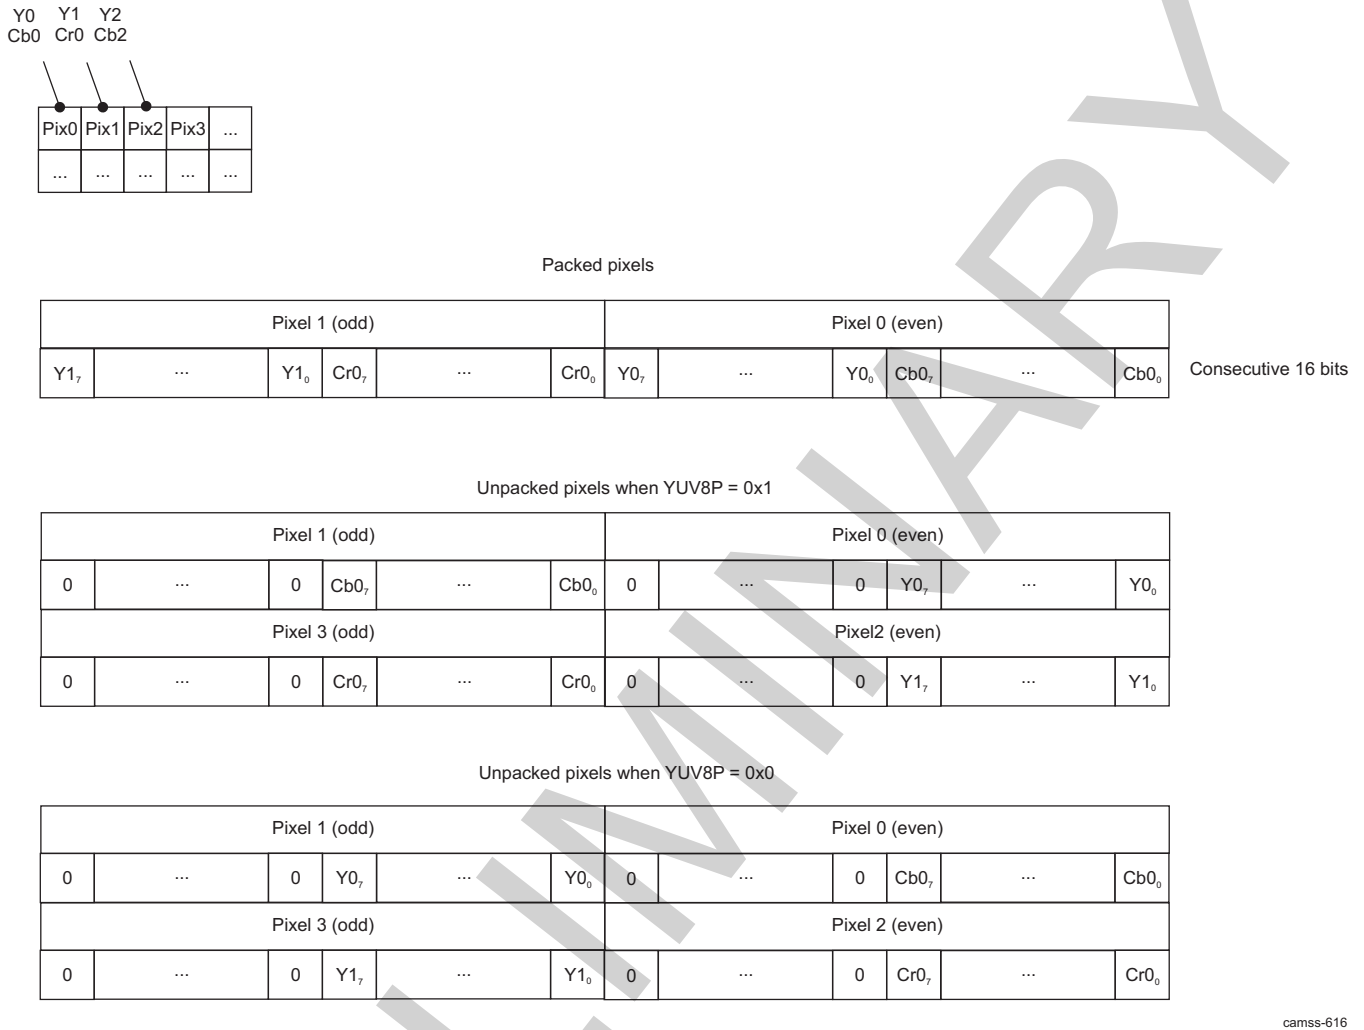 Y0 Y1 Y2
Cb0 Cr0 Cb2
Pix0 Pix1 Pix2 Pix3 ...
... ... ... ... ...
Packed pixels
Pixel 1 (odd) Pixel 0 (even)
Y1₇ ... Y1₀ Cr0₇ ... Cr0₀ Y0₇ ... Y0₀ Cb0₇ ... Cb0₀ Consecutive 16 bits
Unpacked pixels when YUV8P = 0x1
Pixel 1 (odd) Pixel 0 (even)
0 ... 0 Cb0₇ ... Cb0₀ 0 ... 0 Y0₇ ... Y0₀
Pixel 3 (odd) Pixel2 (even)
0 ... 0 Cr0₇ ... Cr0₀ 0 ... 0 Y1₇ ... Y1₀
Unpacked pixels when YUV8P = 0x0
Pixel 1 (odd) Pixel 0 (even)
0 ... 0 Y0₇ ... Y0₀ 0 ... 0 Cb0₇ ... Cb0₀
Pixel 3 (odd) Pixel 2 (even)
0 ... 0 Y1₇ ... Y1₀ 0 ... 0 Cr0₇ ... Cr0₀
camss-616
LIMINARY